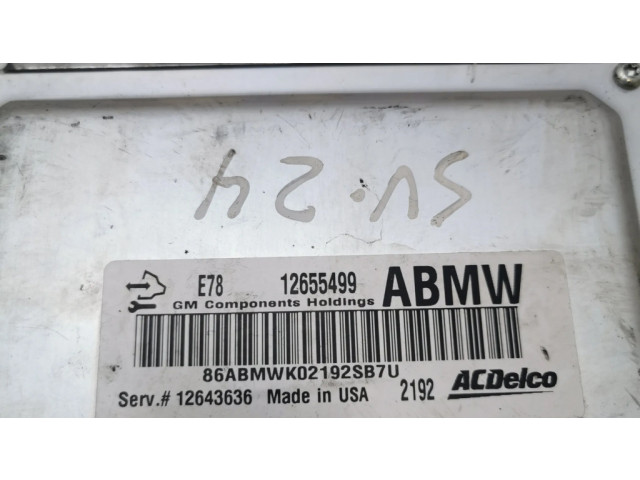 SV.24
E78 12655499 ABMW
GM Components Holdings
86ABMWK02192SB7U
Serv.# 12643636 Made in USA 2192 ACDelco